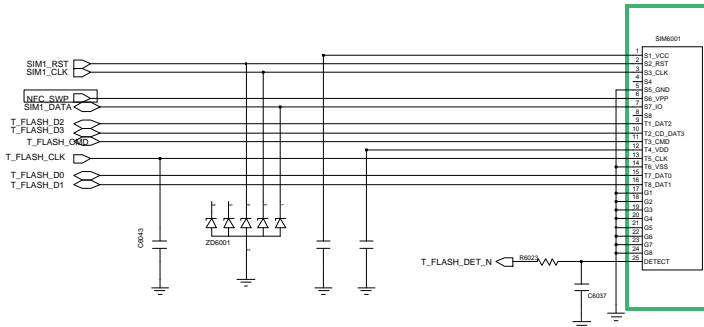 SIM6001
1 S1_VCC
SIM1_RST 2 S2_RST
SIM1_CLK 3 S3_CLK
4 S4
5 S5_GND
NFC_SWP 6 S6_VPP
SIM1_DATA 7 S7_IO
8 S8
T_FLASH_D2 9 T1_DAT2
T_FLASH_D3 10 T2_CD_DAT3
T_FLASH_CMD 11 T3_CMD
12 T4_VDD
T_FLASH_CLK 13 T5_CLK
14 T6_VSS
T_FLASH_D0 15 T7_DAT0
T_FLASH_D1 16 T8_DAT1
17 G1
18 G2
19 G3
20 G4
21 G5
22 G6
23 G7
24 G8
C6043
ZD6001
T_FLASH_DET_N R6023 25 DETECT
C6037